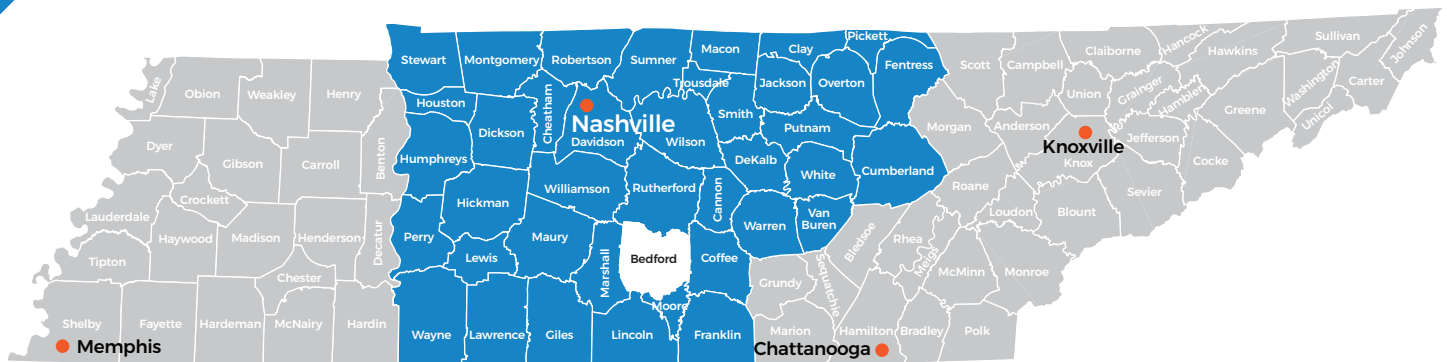 Stewart
Montgomery
Robertson
Sumner
Macon
Clay
Pickett
Fentress
Houston
Dickson
Cheatham
Nashville
Davidson
Wilson
Trousdale
Smith
Jackson
Overton
Putnam
Humphreys
Hickman
Williamson
Rutherford
Cannon
DeKalb
White
Cumberland
Perry
Lewis
Maury
Marshall
Bedford
Coffee
Warren
Van
Buren
Wayne
Lawrence
Giles
Lincoln
Moore
Franklin
Lake
Obion
Weakley
Henry
Dyer
Gibson
Carroll
Benton
Crockett
Lauderdale
Haywood
Madison
Henderson
Decatur
Tipton
Chester
Shelby
Fayette
Hardeman
McNairy
Hardin
Memphis
Scott
Campbell
Claiborne
Hancock
Hawkins
Sullivan
Johnson
Carter
Washington
Unicoi
Greene
Union
Grainger
Hamblen
Morgan
Anderson
Knoxville
Knox
Jefferson
Cocke
Sevier
Roane
Loudon
Blount
Bledsoe
Rhea
Meigs
McMinn
Monroe
Sequatchie
Grundy
Marion
Hamilton
Bradley
Polk
Chattanooga